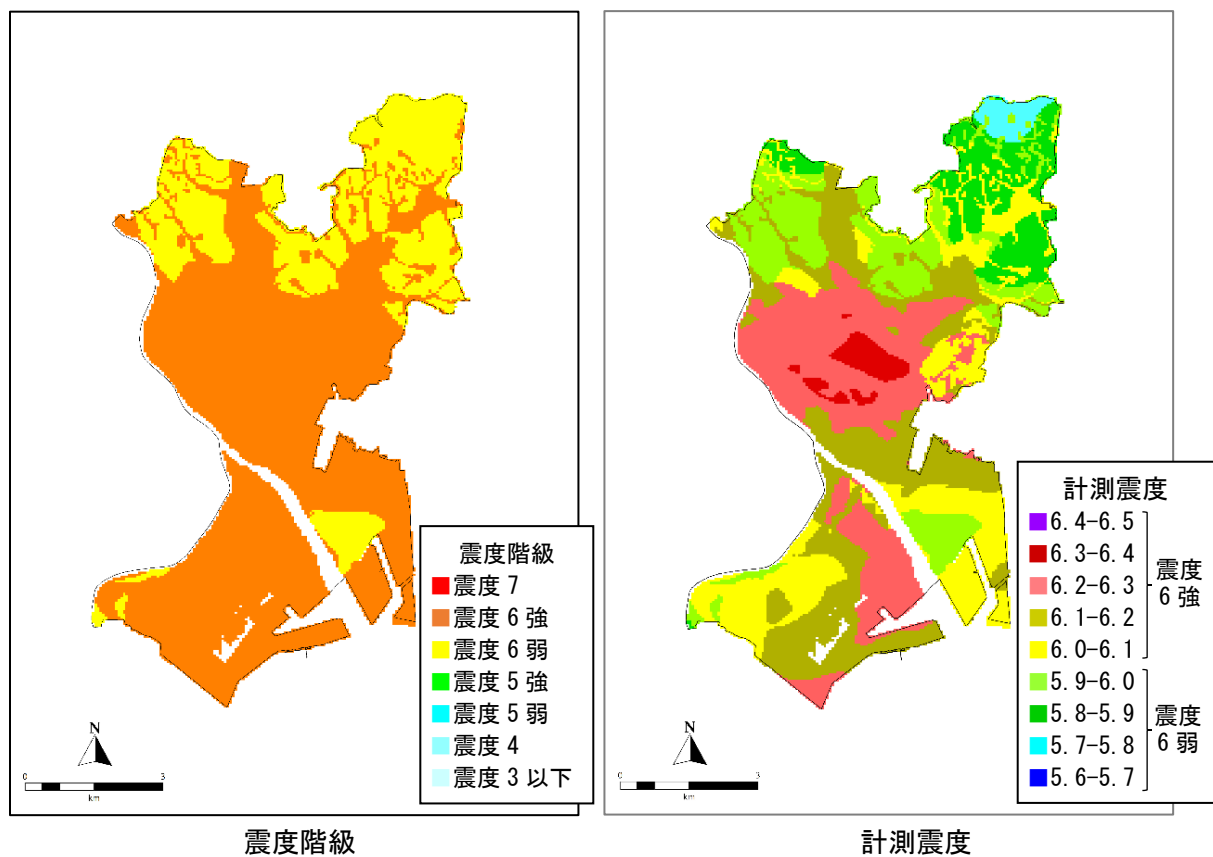 震度階級
震度 7
震度 6 強
震度 6 弱
震度 5 強
震度 5 弱
震度 4
震度 3 以下
N
0 3
km
震度階級
計測震度
6.4-6.5
6.3-6.4
6.2-6.3
6.1-6.2
6.0-6.1
5.9-6.0
5.8-5.9
5.7-5.8
5.6-5.7
震度
6 強
震度
6 弱
N
0 3
km
計測震度